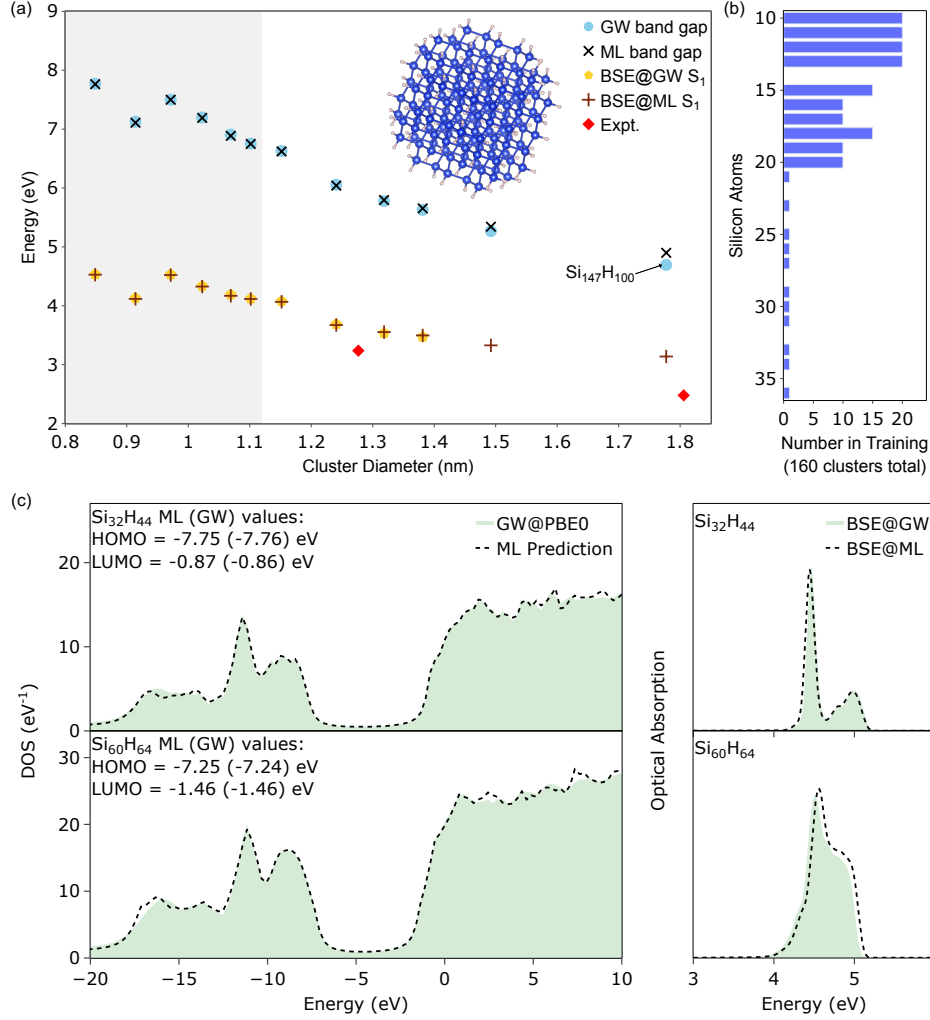 (a)
GW band gap
ML band gap
BSE@GW S₁
BSE@ML S₁
Expt.
Si₁₄₇H₁₀₀
Energy (eV)
9
8
7
6
5
4
3
2
0.8 0.9 1 1.1 1.2 1.3 1.4 1.5 1.6 1.7 1.8
Cluster Diameter (nm)
(b)
Silicon Atoms
10
15
20
25
30
35
0 5 10 15 20
Number in Training
(160 clusters total)
(c)
Si₃₂H₄₄ ML (GW) values:
HOMO = -7.75 (-7.76) eV
LUMO = -0.87 (-0.86) eV
GW@PBE0
ML Prediction
20
10
0
DOS (eV⁻¹)
Si₆₀H₆₄ ML (GW) values:
HOMO = -7.25 (-7.24) eV
LUMO = -1.46 (-1.46) eV
30
20
10
0
−20 −15 −10 −5 0 5 10
Energy (eV)
Si₃₂H₄₄
BSE@GW
BSE@ML
Optical Absorption
Si₆₀H₆₄
3 4 5
Energy (eV)